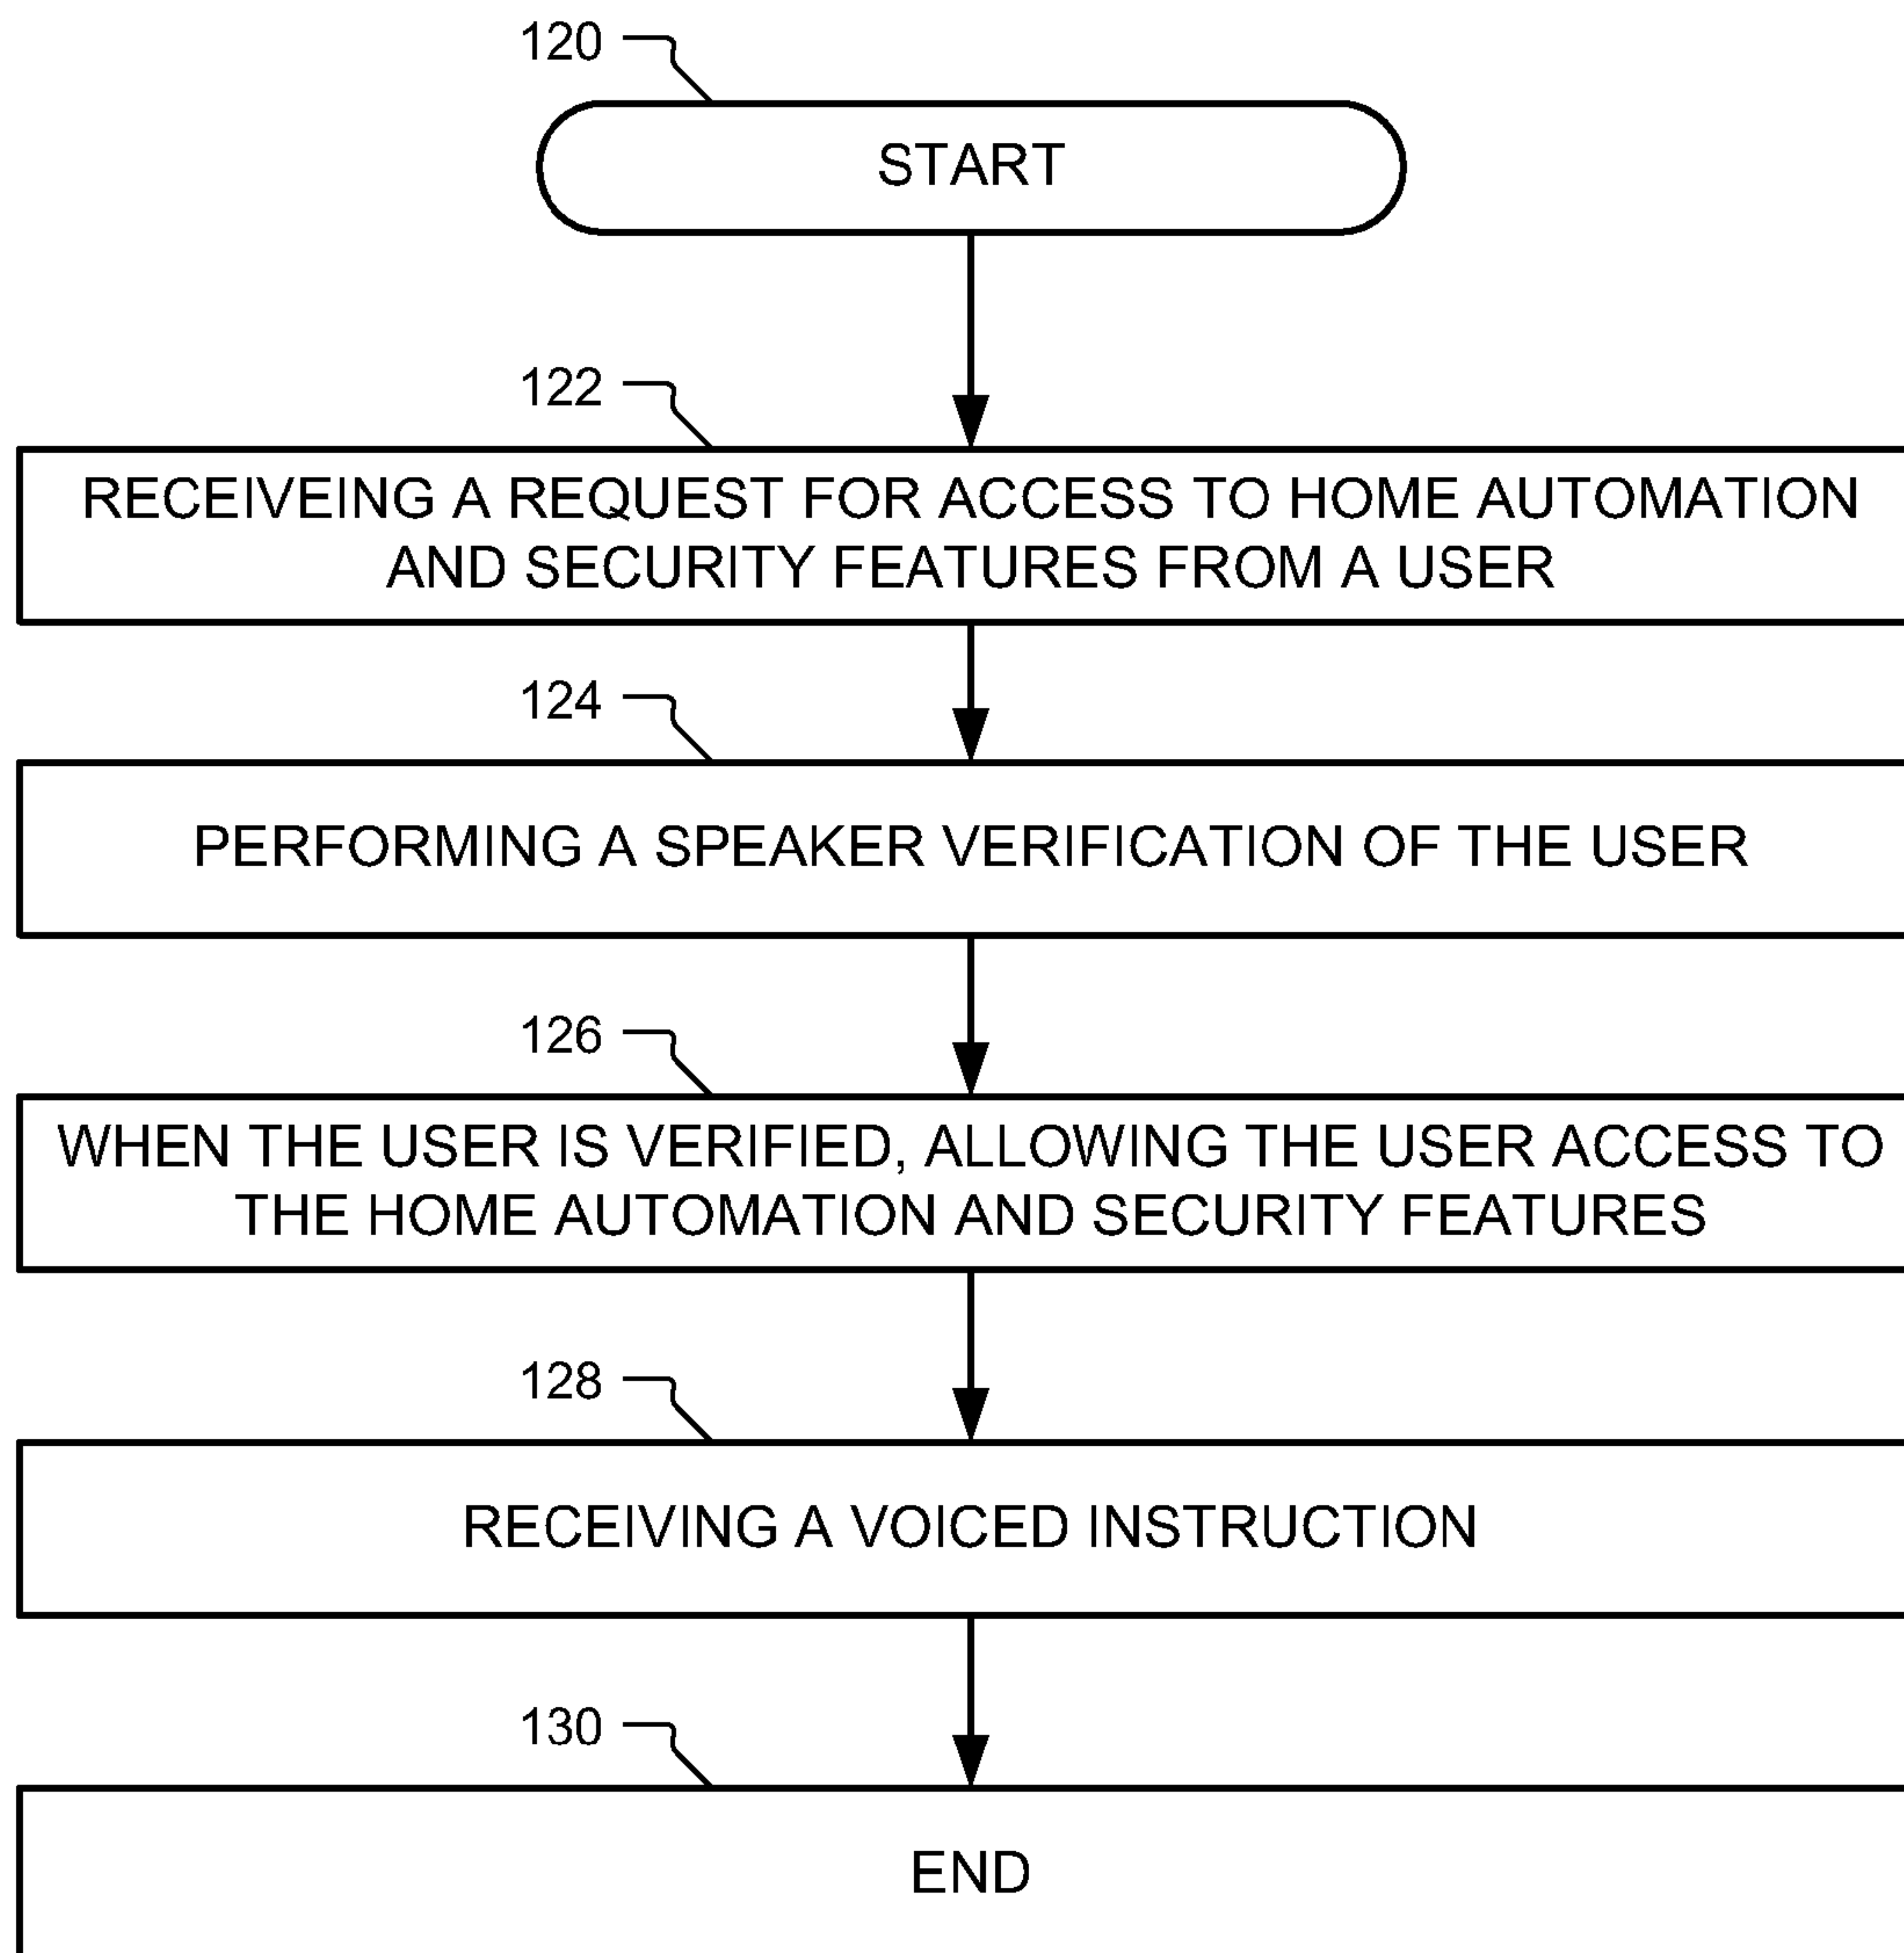 120
START
122
RECEIVEING A REQUEST FOR ACCESS TO HOME AUTOMATION
AND SECURITY FEATURES FROM A USER
124
PERFORMING A SPEAKER VERIFICATION OF THE USER
126
WHEN THE USER IS VERIFIED, ALLOWING THE USER ACCESS TO
THE HOME AUTOMATION AND SECURITY FEATURES
128
RECEIVING A VOICED INSTRUCTION
130
END